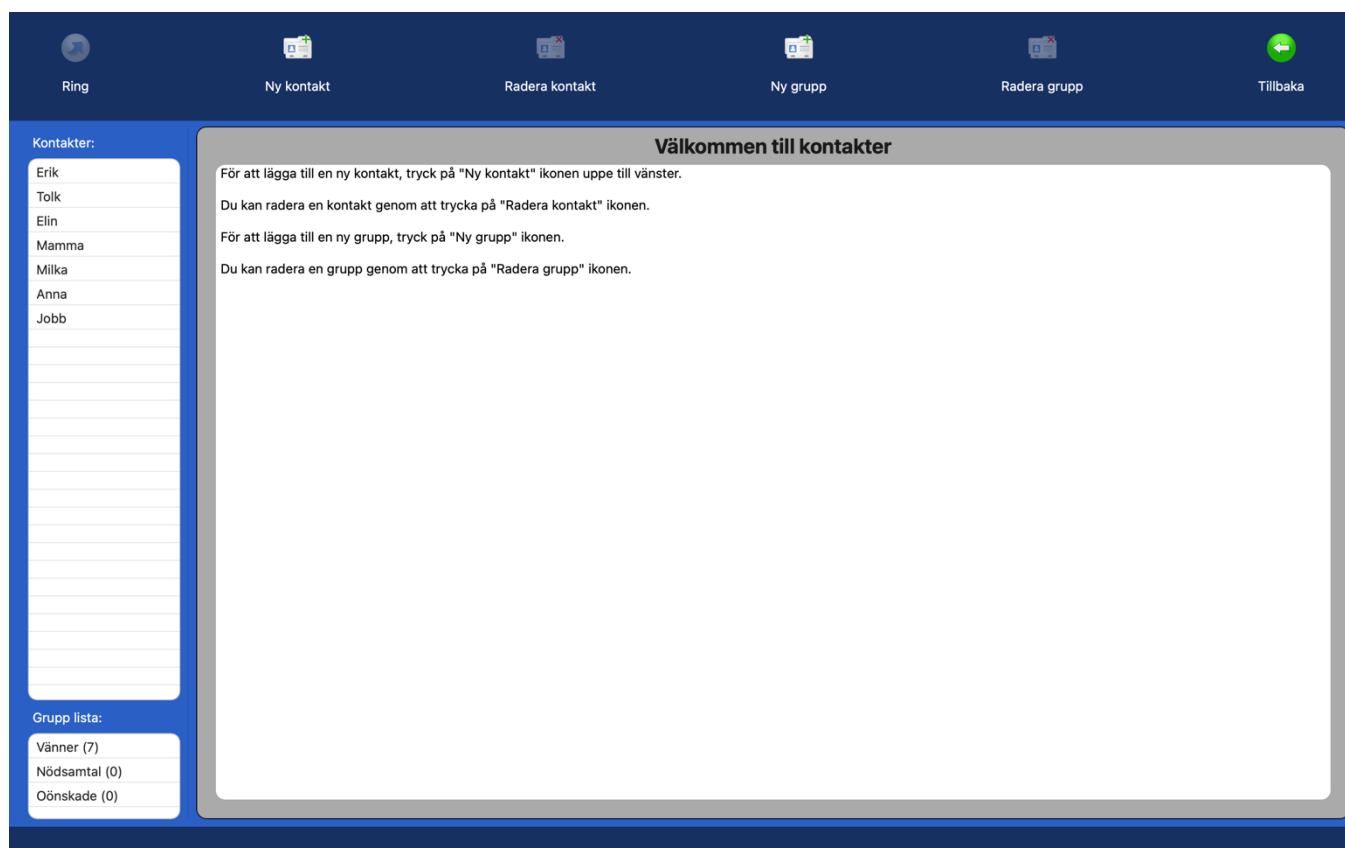 Ring
Ny kontakt
Radera kontakt
Ny grupp
Radera grupp
Tillbaka
Kontakter:
Erik
Tolk
Elin
Mamma
Milka
Anna
Jobb
Grupp lista:
Vänner (7)
Nödsamtal (0)
Oönskade (0)
Välkommen till kontakter
För att lägga till en ny kontakt, tryck på "Ny kontakt" ikonen uppe till vänster.
Du kan radera en kontakt genom att trycka på "Radera kontakt" ikonen.
För att lägga till en ny grupp, tryck på "Ny grupp" ikonen.
Du kan radera en grupp genom att trycka på "Radera grupp" ikonen.